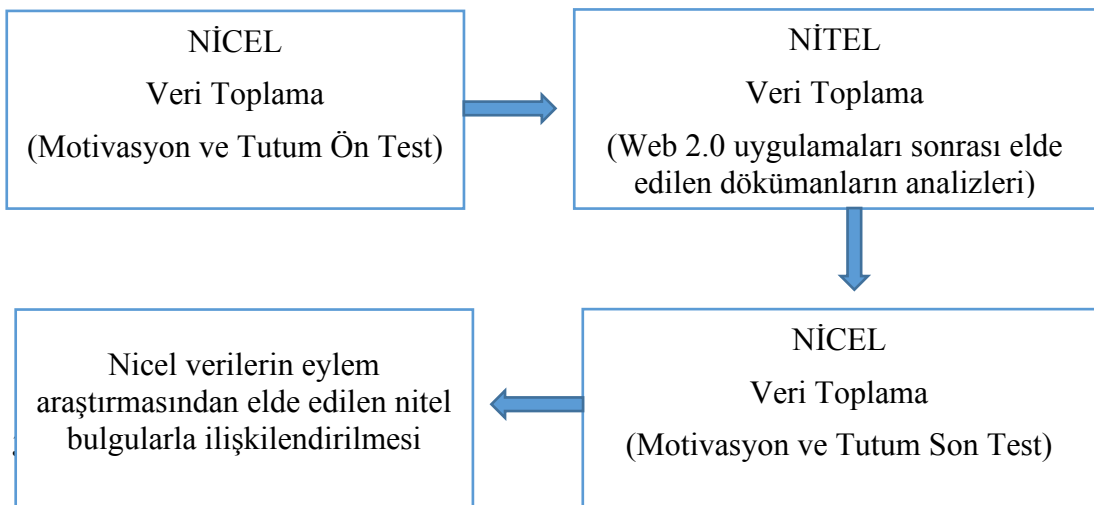 NİCEL
Veri Toplama
(Motivasyon ve Tutum Ön Test)
NİTEL
Veri Toplama
(Web 2.0 uygulamaları sonrası elde
edilen dökümanların analizleri)
NİCEL
Veri Toplama
(Motivasyon ve Tutum Son Test)
Nicel verilerin eylem
araştırmasından elde edilen nitel
bulgularla ilişkilendirilmesi